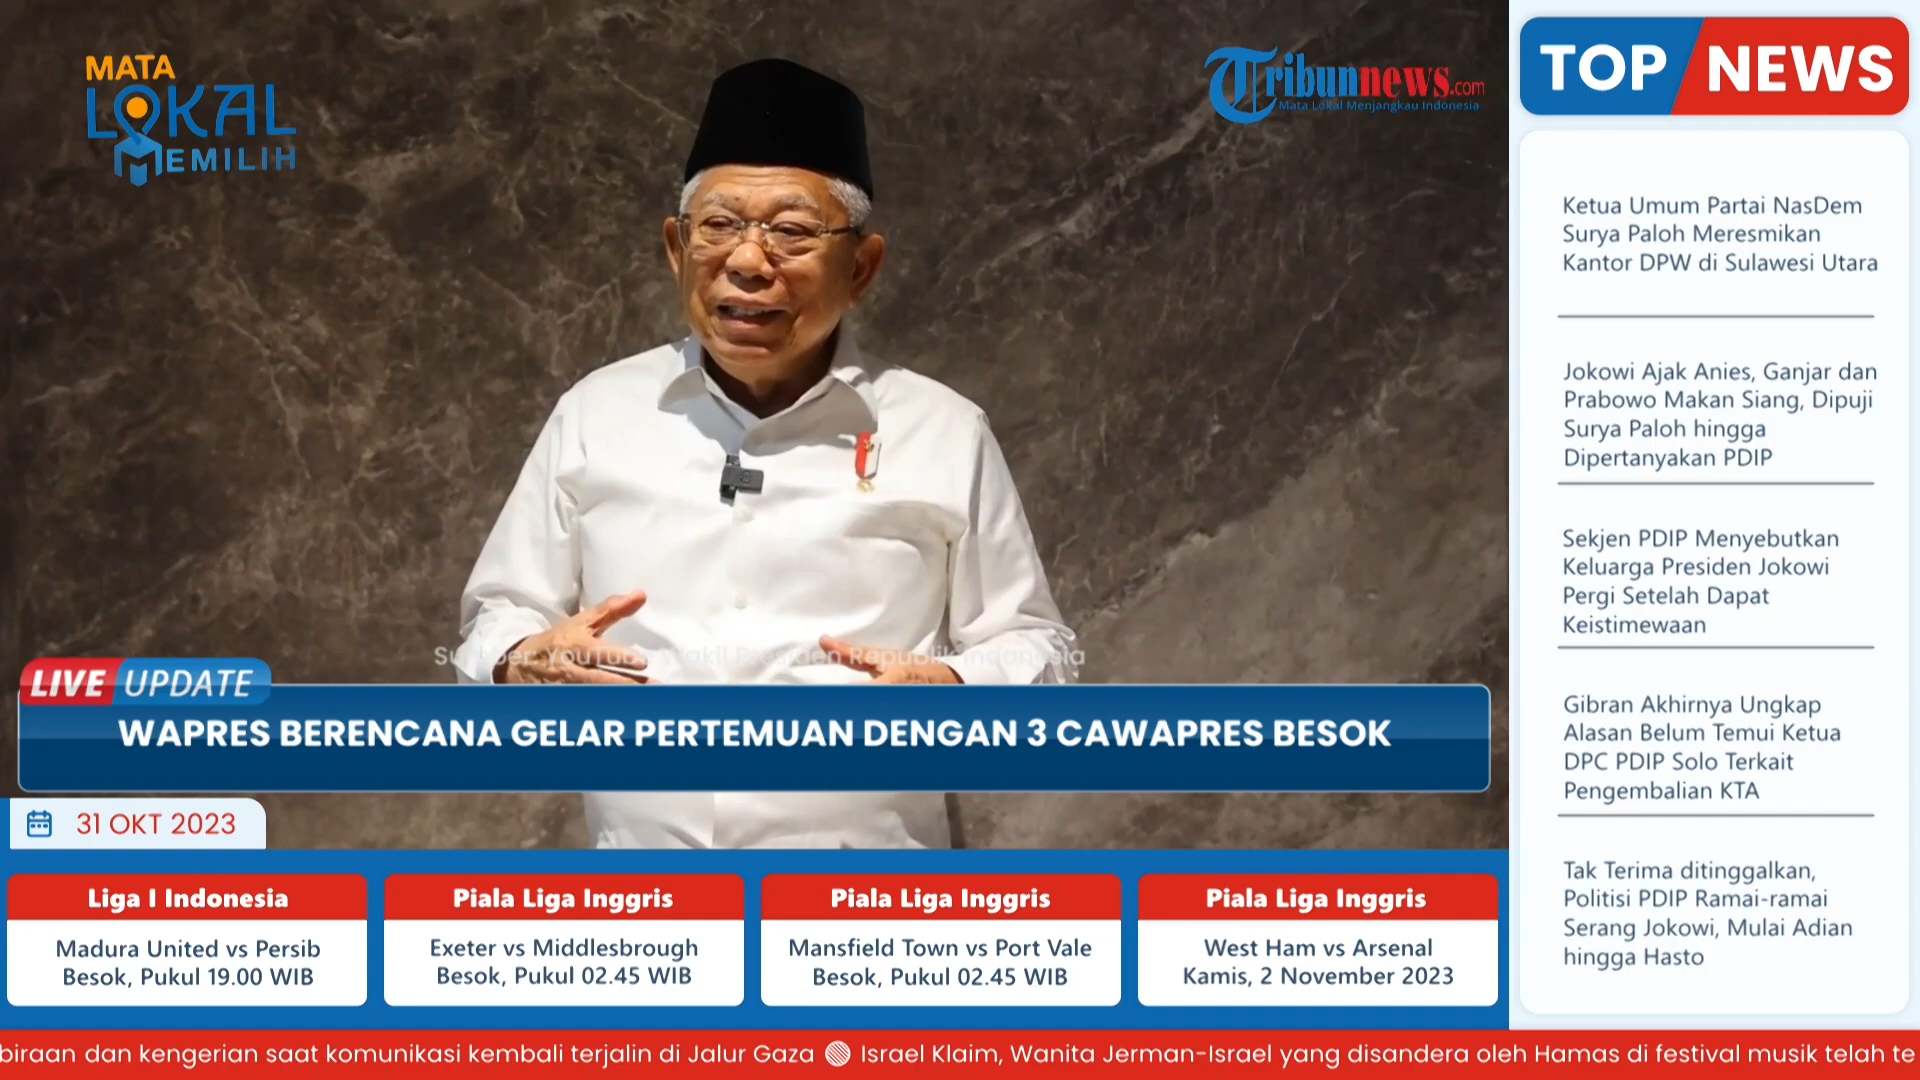 MATA
LOKAL
MEMILIH
Tribunnews.com
Mata Lokal Menjangkau Indonesia
TOP NEWS
Ketua Umum Partai NasDem
Surya Paloh Meresmikan
Kantor DPW di Sulawesi Utara
Jokowi Ajak Anies, Ganjar dan
Prabowo Makan Siang, Dipuji
Surya Paloh hingga
Dipertanyakan PDIP
Sekjen PDIP Menyebutkan
Keluarga Presiden Jokowi
Pergi Setelah Dapat
Keistimewaan
Gibran Akhirnya Ungkap
Alasan Belum Temui Ketua
DPC PDIP Solo Terkait
Pengembalian KTA
Tak Terima ditinggalkan,
Politisi PDIP Ramai-ramai
Serang Jokowi, Mulai Adian
hingga Hasto
Sumber: YouTube Wakil Presiden Republik Indonesia
LIVE UPDATE
WAPRES BERENCANA GELAR PERTEMUAN DENGAN 3 CAWAPRES BESOK
31 OKT 2023
Liga 1 Indonesia
Madura United vs Persib
Besok, Pukul 19.00 WIB
Piala Liga Inggris
Exeter vs Middlesbrough
Besok, Pukul 02.45 WIB
Piala Liga Inggris
Mansfield Town vs Port Vale
Besok, Pukul 02.45 WIB
Piala Liga Inggris
West Ham vs Arsenal
Kamis, 2 November 2023
biraan dan kengerian saat komunikasi kembali terjalin di Jalur Gaza Israel Klaim, Wanita Jerman-Israel yang disandera oleh Hamas di festival musik telah te